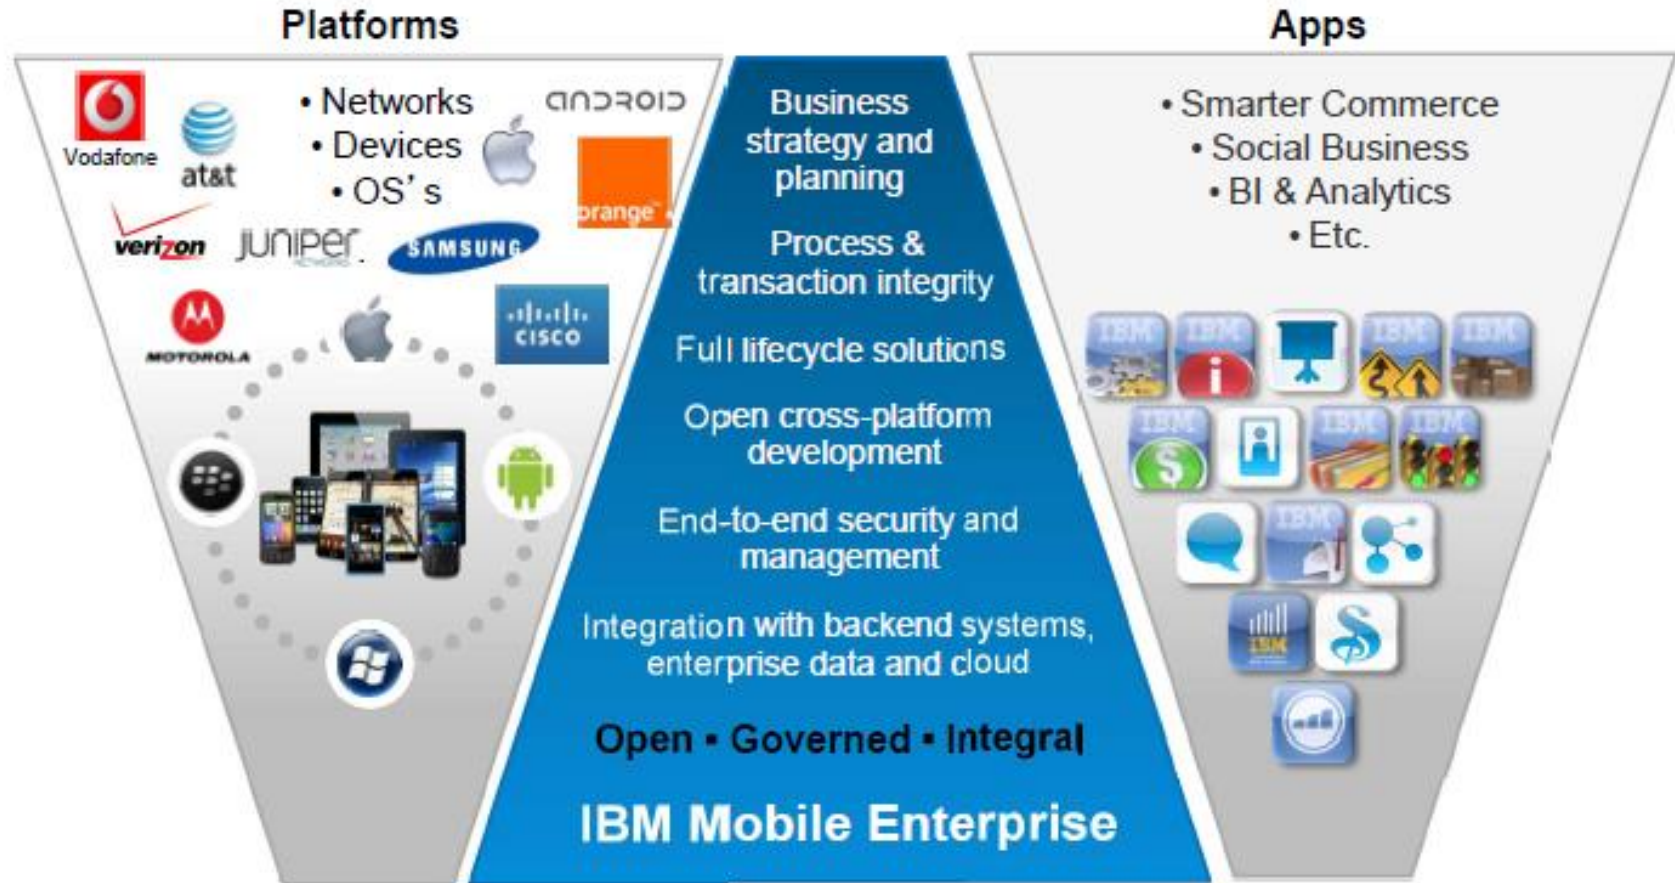 Platforms
Vodafone
at&t
• Networks
• Devices
• OS's
ANDROID
orange™
verizon
JUNIPEr
NETWORKS
SAMSUNG
MOTOROLA
CISCO
Business
strategy and
planning
Process &
transaction integrity
Full lifecycle solutions
Open cross-platform
development
End-to-end security and
management
Integration with backend systems,
enterprise data and cloud
Open ▪ Governed ▪ Integral
IBM Mobile Enterprise
Apps
• Smarter Commerce
• Social Business
• BI & Analytics
• Etc.
IBM IBM i IBM IBM
IBM $ IBM IBM
IBM
IBM